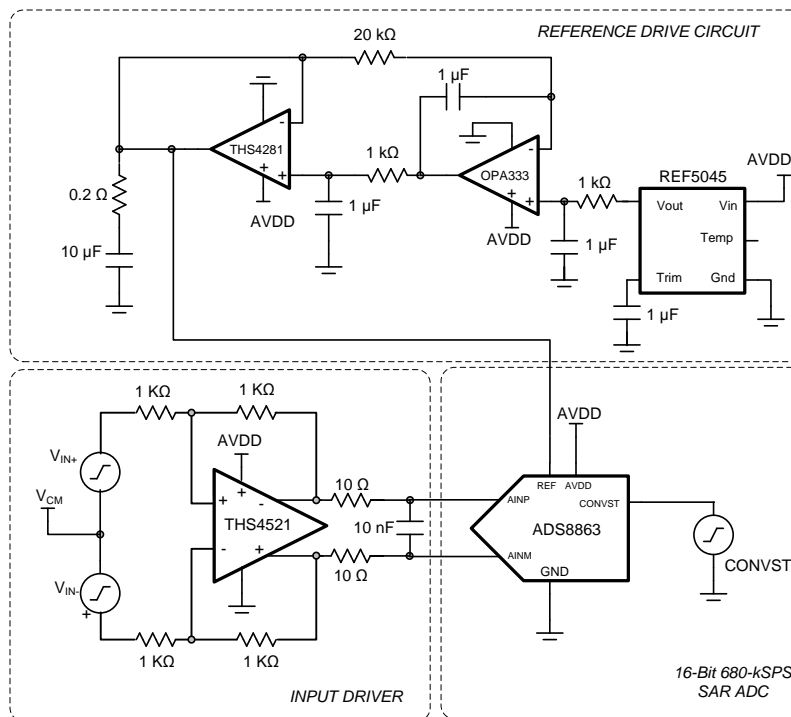 REFERENCE DRIVE CIRCUIT
20 kΩ
1 µF
-
THS4281
+
+
AVDD
1 kΩ
1 µF
-
OPA333
+
+
AVDD
1 kΩ
1 µF
REF5045
AVDD
Vout
Vin
Temp
Trim
Gnd
1 µF
0.2 Ω
10 µF
1 KΩ
1 KΩ
VIN+
VCM
VIN-
+
AVDD
+
+
-
THS4521
-
+
10 Ω
10 nF
10 Ω
1 KΩ
1 KΩ
INPUT DRIVER
AVDD
REF
AVDD
CONVST
AINP
ADS8863
AINM
GND
CONVST
16-Bit 680-kSPS
SAR ADC